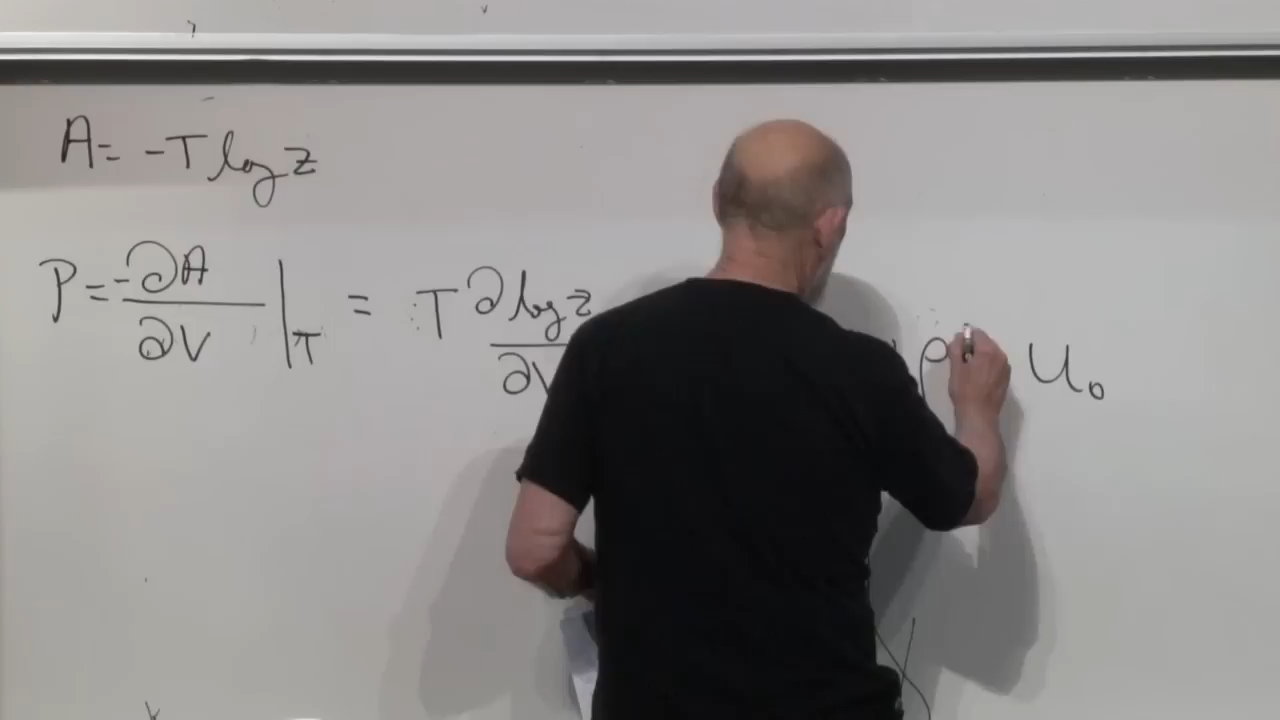 A = -T log z
P = -∂A/∂V |T = T ∂ log z/∂V ρ U₀